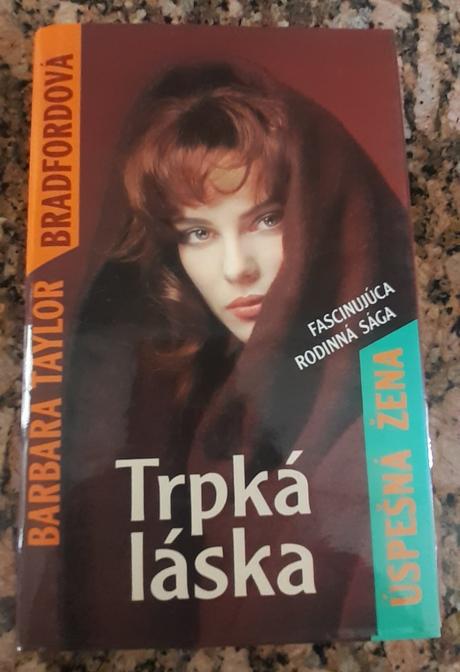 BARBARA TAYLOR BRADFORDOVÁ
FASCINUJÚCA
RODINNÁ SÁGA
ÚSPEŠNÁ ŽENA
Trpká
láska